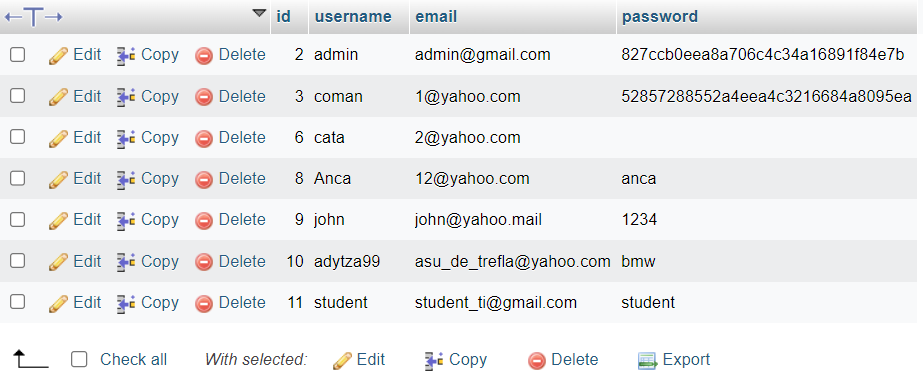 id username email password
Edit Copy Delete 2 admin admin@gmail.com 827ccb0eea8a706c4c34a16891f84e7b
Edit Copy Delete 3 coman 1@yahoo.com 52857288552a4eea4c3216684a8095ea
Edit Copy Delete 6 cata 2@yahoo.com
Edit Copy Delete 8 Anca 12@yahoo.com anca
Edit Copy Delete 9 john john@yahoo.mail 1234
Edit Copy Delete 10 adytza99 asu_de_trefla@yahoo.com bmw
Edit Copy Delete 11 student student_ti@gmail.com student
Check all With selected: Edit Copy Delete Export